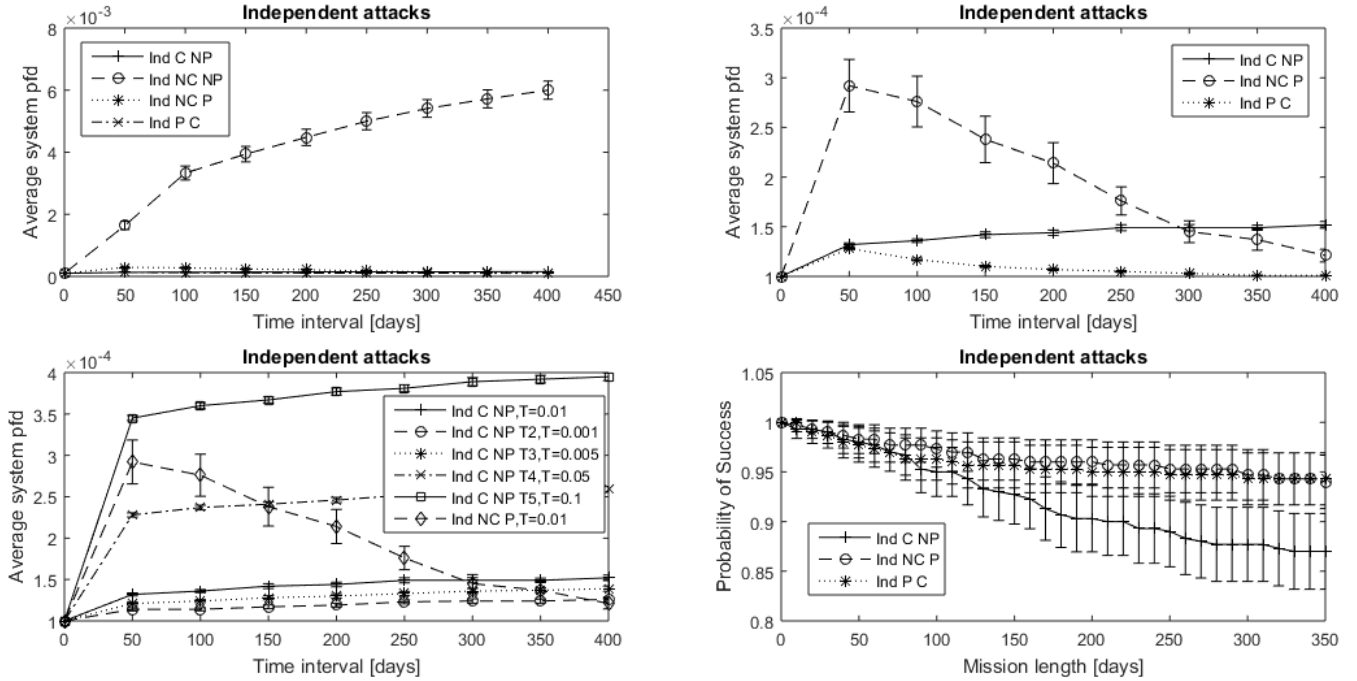 Independent attacks
×10⁻³
8
6
4
2
0
Average system pfd
Ind C NP
Ind NC NP
Ind NC P
Ind P C
0 50 100 150 200 250 300 350 400 450
Time interval [days]
Independent attacks
×10⁻⁴
3.5
3
2.5
2
1.5
1
Average system pfd
Ind C NP
Ind NC P
Ind P C
0 50 100 150 200 250 300 350 400
Time interval [days]
Independent attacks
×10⁻⁴
4
3.5
3
2.5
2
1.5
1
Average system pfd
Ind C NP,T=0.01
Ind C NP T2,T=0.001
Ind C NP T3,T=0.005
Ind C NP T4,T=0.05
Ind C NP T5,T=0.1
Ind NC P,T=0.01
0 50 100 150 200 250 300 350 400
Time interval [days]
Independent attacks
1.05
1
0.95
0.9
0.85
0.8
Probability of Success
Ind C NP
Ind NC P
Ind P C
0 50 100 150 200 250 300 350
Mission length [days]